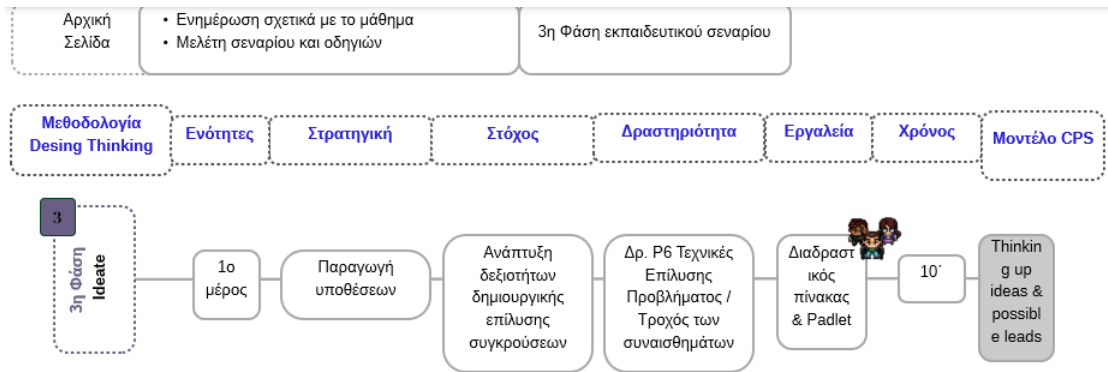 Αρχική
Σελίδα
• Ενημέρωση σχετικά με το μάθημα
• Μελέτη σεναρίου και οδηγιών
3η Φάση εκπαιδευτικού σεναρίου
Μεθοδολογία
Desing Thinking
Ενότητες
Στρατηγική
Στόχος
Δραστηριότητα
Εργαλεία
Χρόνος
Μοντέλο CPS
3
3η Φάση
Ideate
1ο
μέρος
Παραγωγή
υποθέσεων
Ανάπτυξη
δεξιοτήτων
δημιουργικής
επίλυσης
συγκρούσεων
Δρ. P6 Τεχνικές
Επίλυσης
Προβλήματος /
Τροχός των
συναισθημάτων
Διαδραστ
ικός
πίνακας
& Padlet
10΄
Thinkin
g up
ideas &
possibl
e leads